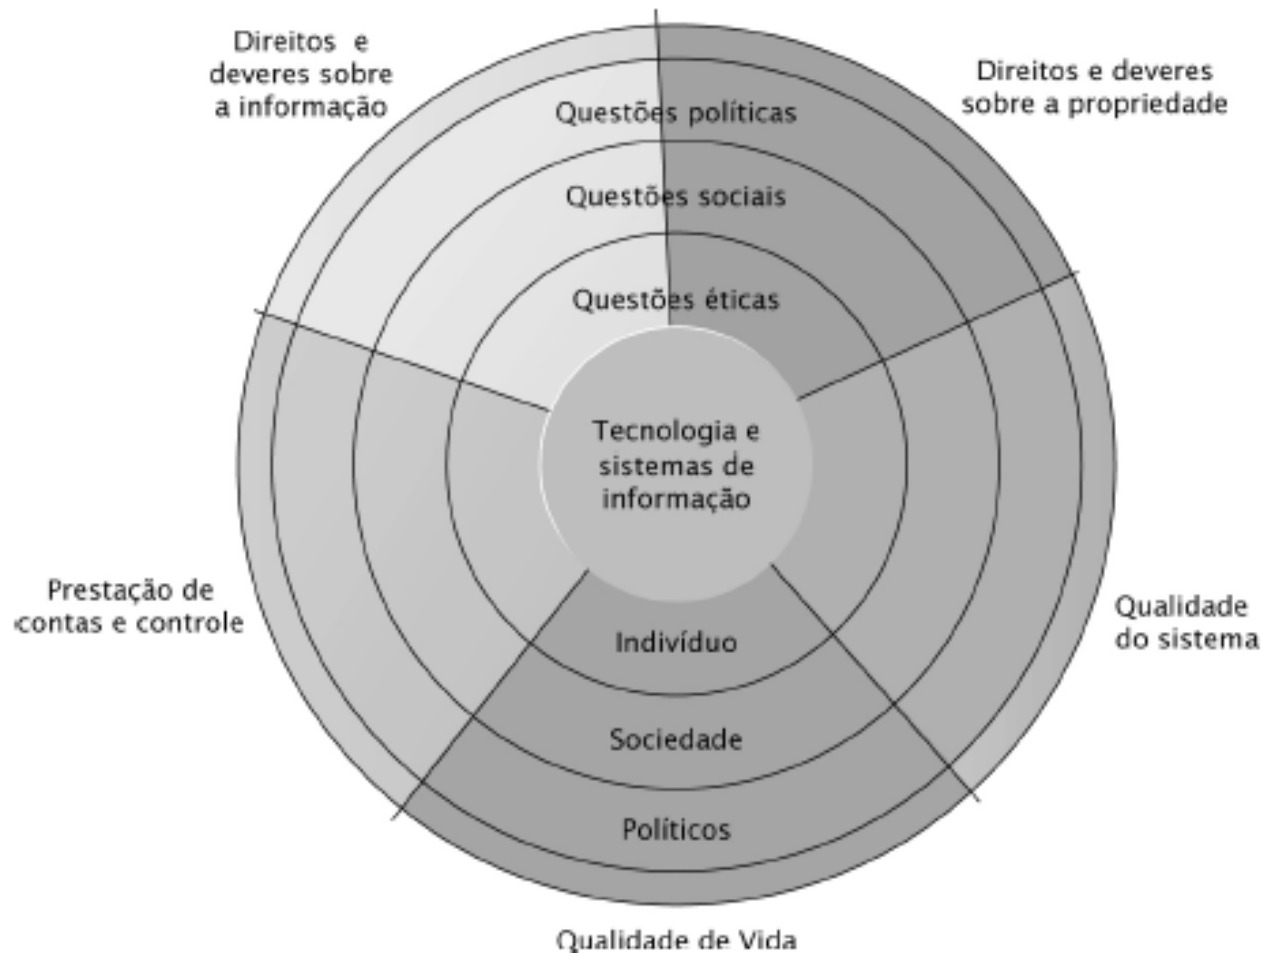 Direitos e
deveres sobre
a informação
Direitos e deveres
sobre a propriedade
Questões políticas
Questões sociais
Questões éticas
Tecnologia e
sistemas de
informação
Prestação de
contas e controle
Qualidade
do sistema
Indivíduo
Sociedade
Políticos
Qualidade de Vida